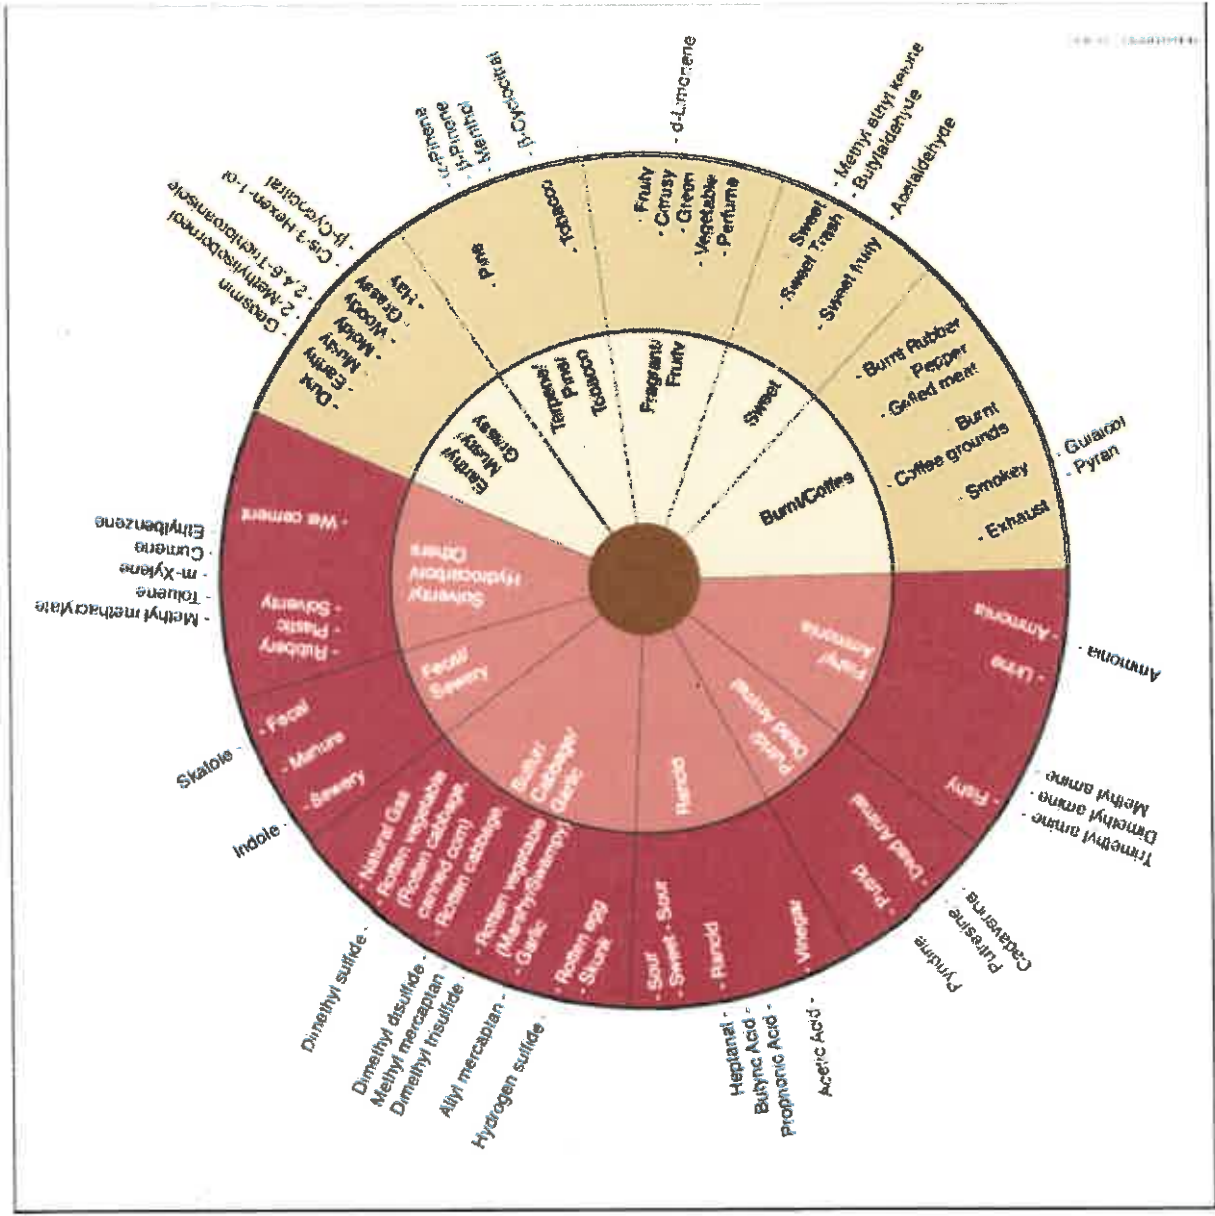 Earthy/
Musty/
Grassy
Terpene/
Pine/
Tobacco
Fragrant/
Fruity
Sweet
Burnt/Coffee
Fishy/
Ammonia
Putrid/
Dead Animal
Rancid
Sulfur/
Cabbage/
Garlic
Fecal/
Sewery
Solventy/
Hydrocarbon/
Others
Dust
- Earthy
- Musty
- Moldy
- Woody
- Grassy
- Hay
- Pine
- Tobacco
- Fruity
- Citrusy
- Green
- Vegetable
- Perfume
Sweet
- Sweet Trash
- Sweet fruity
- Burnt Rubber
Pepper
- Grilled meat
- Burnt
- Coffee grounds
- Smokey
- Exhaust
- Ammonia
- Urine
- Fishy
- Dead Animal
- Putrid
- Vinegar
- Rancid
- Sweet - Sour
- Sour
- Skunk
- Rotten egg
- Garlic
- Rotten vegetable
(Marshy/Swampy)
- Rotten cabbage
- Rotten vegetable
(Rotten cabbage,
canned corn)
- Natural Gas
- Sewery
- Manure
- Fecal
- Rubbery
- Plastic
- Solventy
- Wet cement
Geosmin -
2- Methylisoborneol -
2,4,6-Trichloroanisole -
Cis-3-Hexen-1-ol -
β-Cyclocitral -
- α-Pinene
- β-Pinene
- Menthol
- β-Cyclocitral
- d-Limonene
- Methyl ethyl ketone
- Butylaldehyde
- Acetaldehyde
- Guiaicol
- Pyran
- Ammonia
Methyl amine -
Dimethyl amine -
Trimethyl amine -
Cadaverine -
Putresine -
Pyridine
Acetic Acid -
Proprionic Acid -
Butyric Acid -
Heptanal -
Hydrogen sulfide -
Allyl mercaptan -
Dimethyl trisulfide -
Methyl mercaptan -
Dimethyl disulfide -
Dimethyl sulfide -
Indole -
Skatole -
Methyl methacrylate -
Toluene -
m-Xylene -
Cumene -
Ethylbenzene -